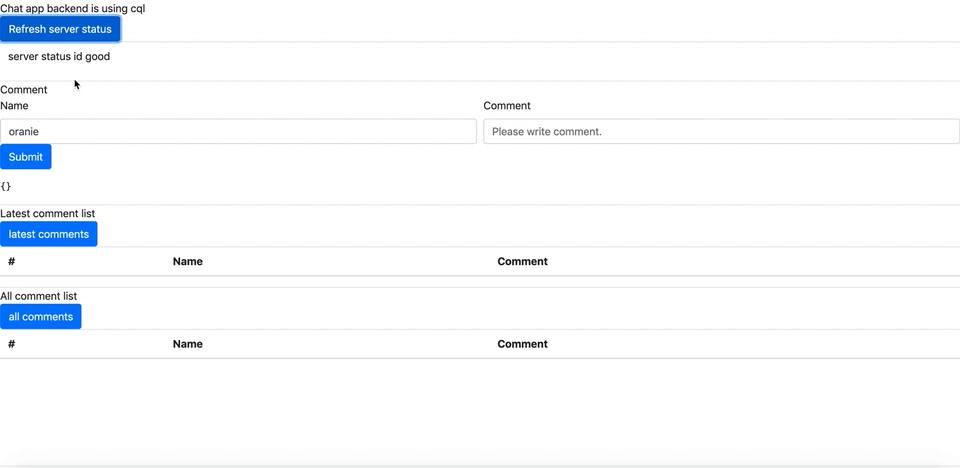 Chat app backend is using cql
Refresh server status
server status id good
Comment
Name Comment
oranie Please write comment.
Submit
{}
Latest comment list
latest comments
# Name Comment
All comment list
all comments
# Name Comment